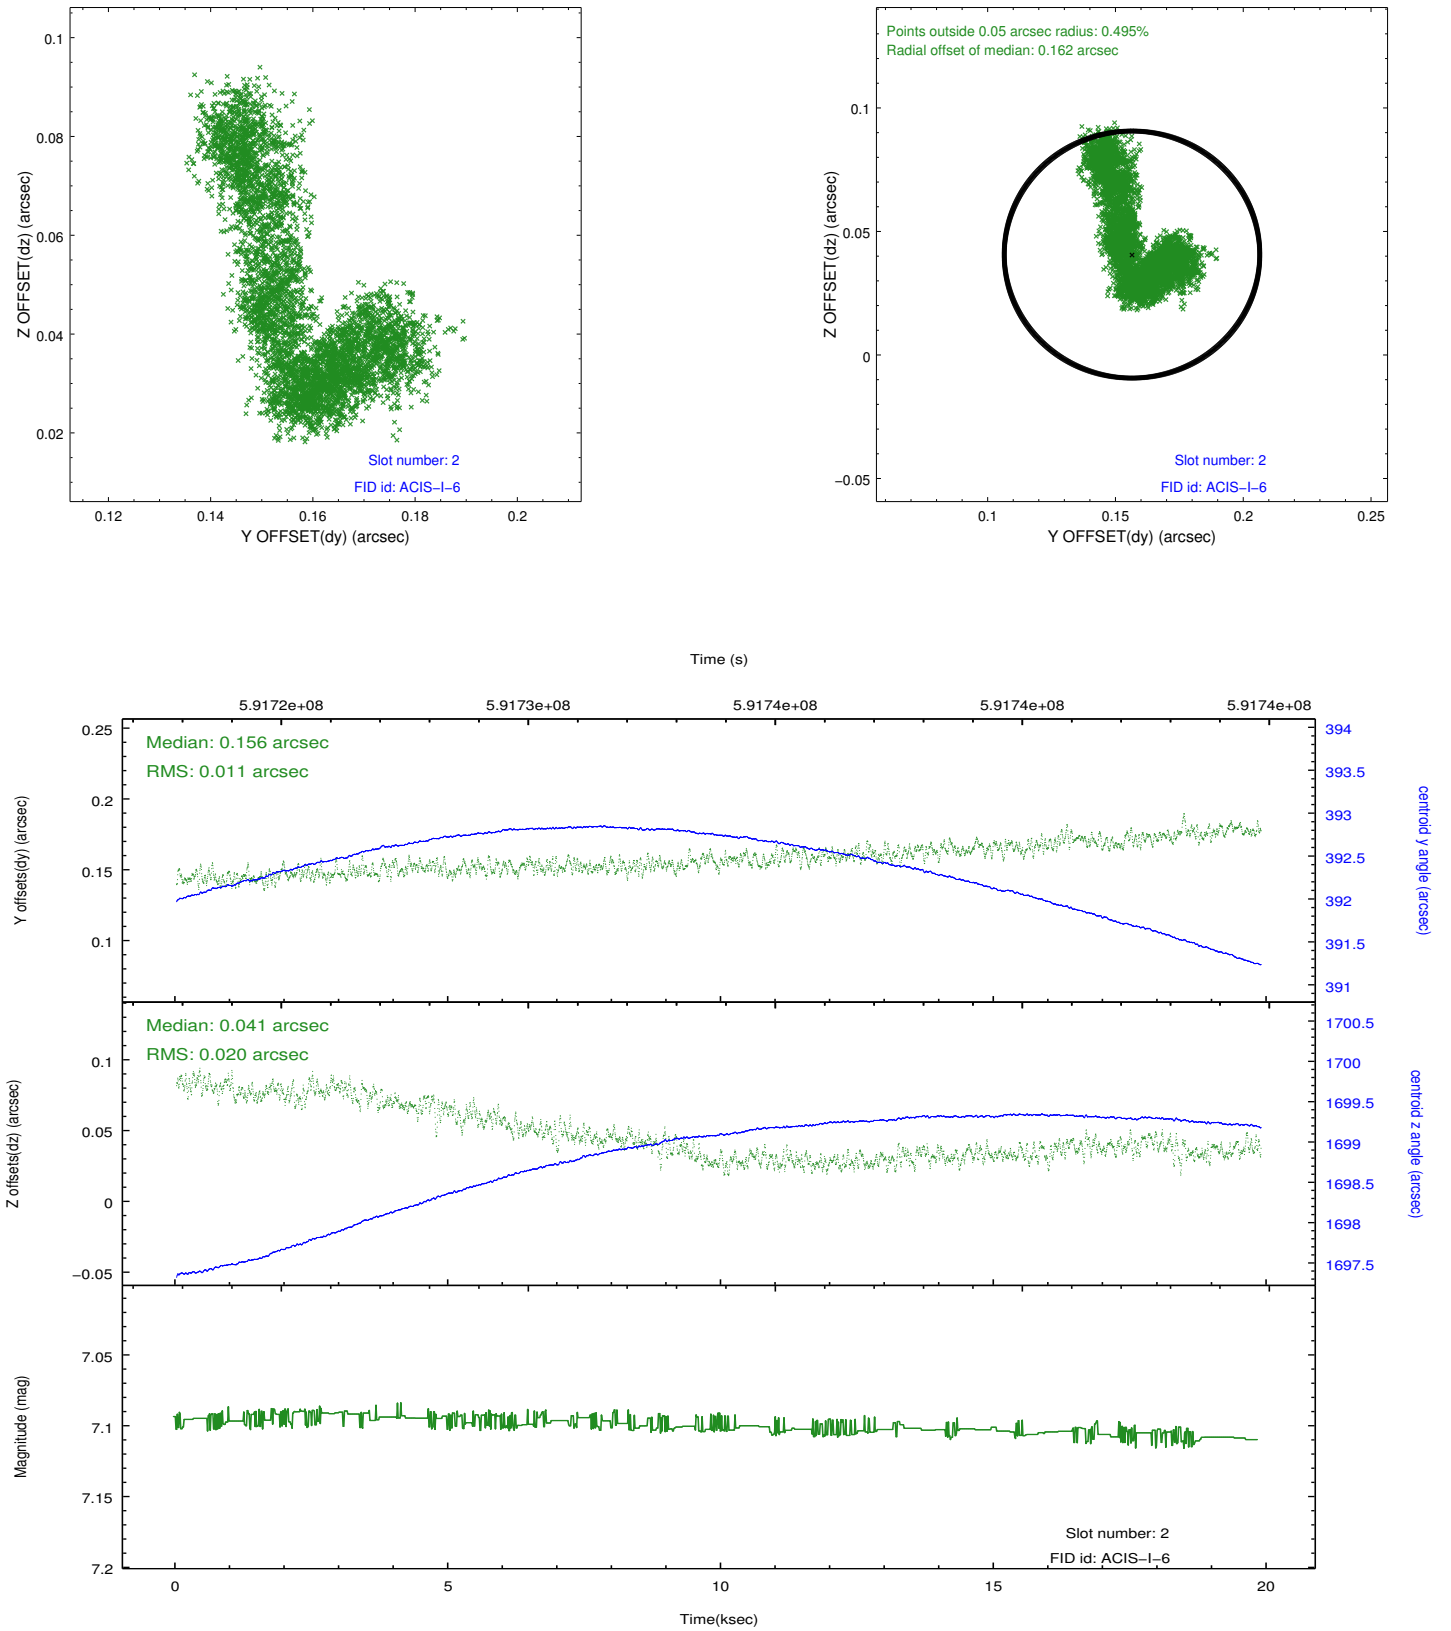 0.1
0.08
0.06
0.04
0.02
Z OFFSET(dz) (arcsec)
Slot number: 2
FID id: ACIS−I−6
0.12 0.14 0.16 0.18 0.2
Y OFFSET(dy) (arcsec)
Points outside 0.05 arcsec radius: 0.495%
Radial offset of median: 0.162 arcsec
0.1
0.05
0
−0.05
Z OFFSET(dz) (arcsec)
Slot number: 2
FID id: ACIS−I−6
0.1 0.15 0.2 0.25
Y OFFSET(dy) (arcsec)
Time (s)
5.9172e+08 5.9173e+08 5.9174e+08 5.9174e+08 5.9174e+08
Median: 0.156 arcsec
RMS: 0.011 arcsec
0.25
0.2
0.15
0.1
Y offsets(dy) (arcsec)
394
393.5
393
392.5
392
391.5
391
centroid y angle (arcsec)
Median: 0.041 arcsec
RMS: 0.020 arcsec
0.1
0.05
0
−0.05
Z offsets(dz) (arcsec)
1700.5
1700
1699.5
1699
1698.5
1698
1697.5
centroid z angle (arcsec)
7.05
7.1
7.15
7.2
Magnitude (mag)
Slot number: 2
FID id: ACIS−I−6
0 5 10 15 20
Time(ksec)